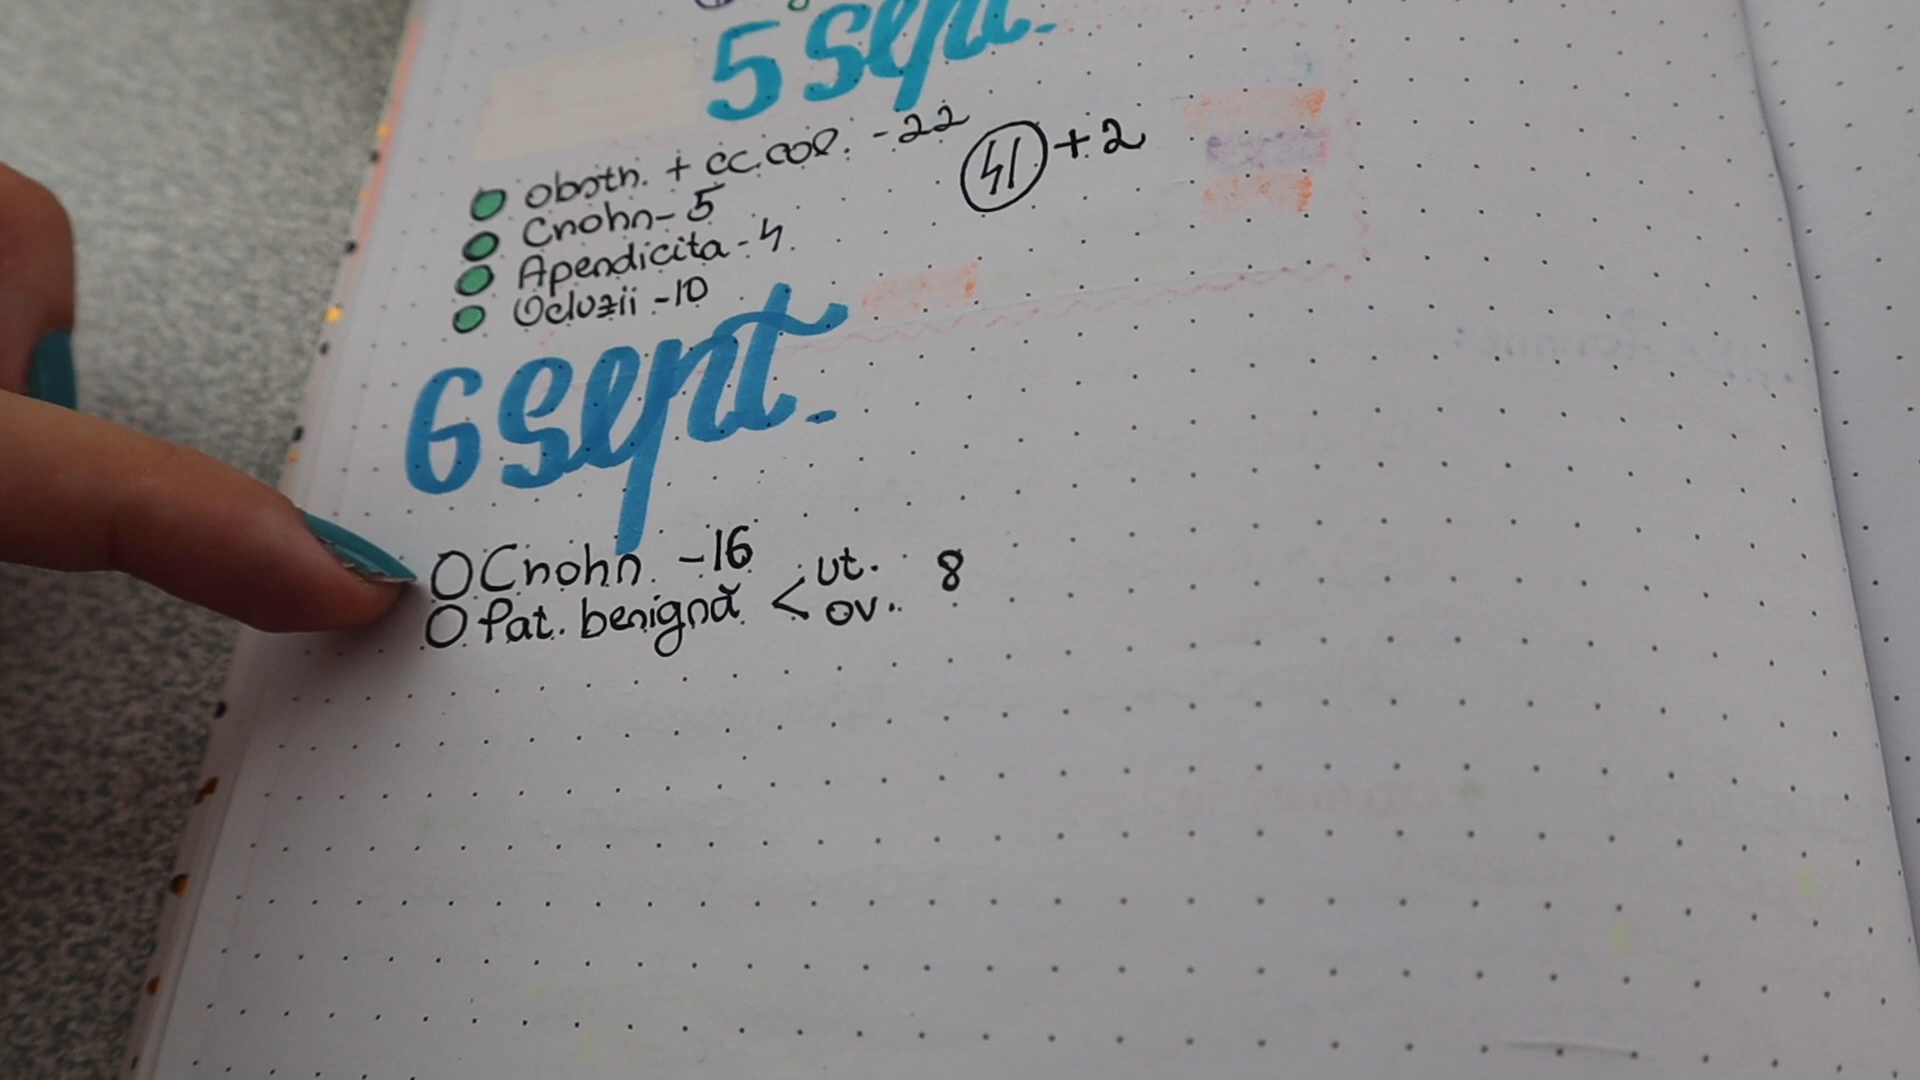 5 Sept.
Obsth. + cc. col. -22
41 + 2
Crohn - 5
Apendicita - 4
Ocluzii - 10
6 Sept.
Crohn - 16
Pat. benignă < ut. 8
ov.